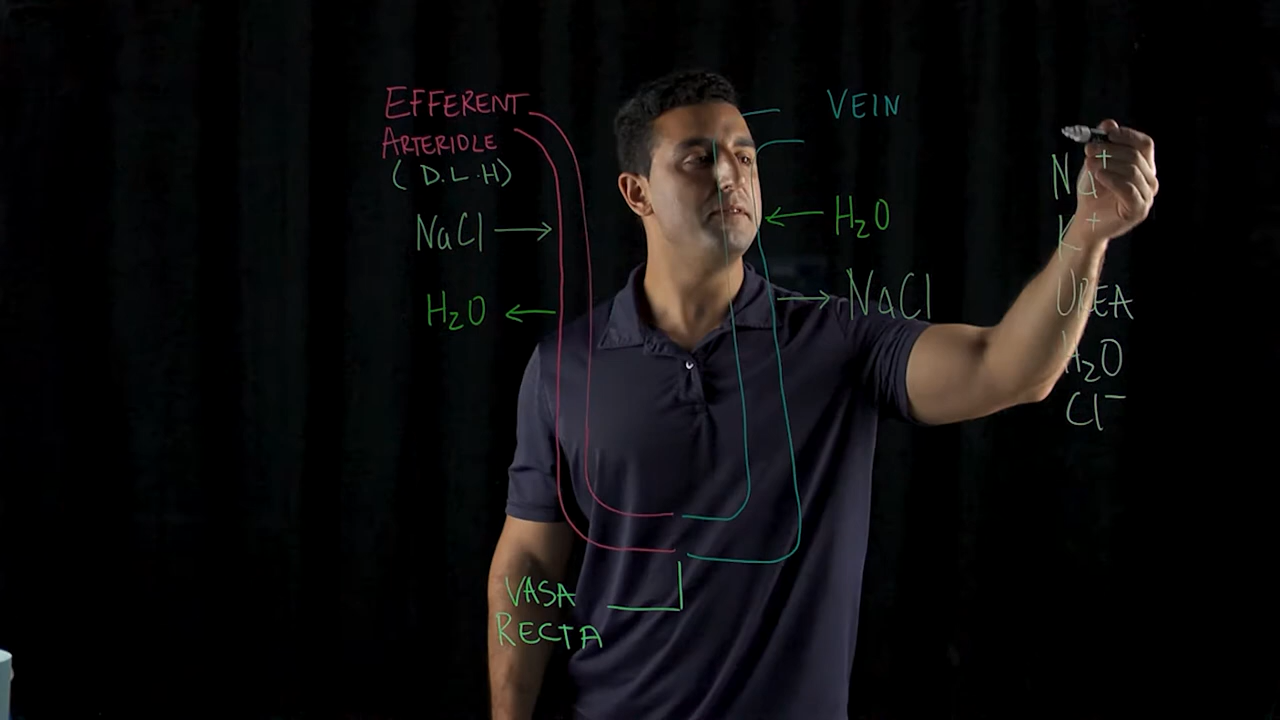 EFFERENT
ARTERIOLE
(D.L.H)
NaCl
H₂O
VASA
RECTA
VEIN
H₂O
NaCl
Na⁺
K⁺
UREA
H₂O
Cl⁻